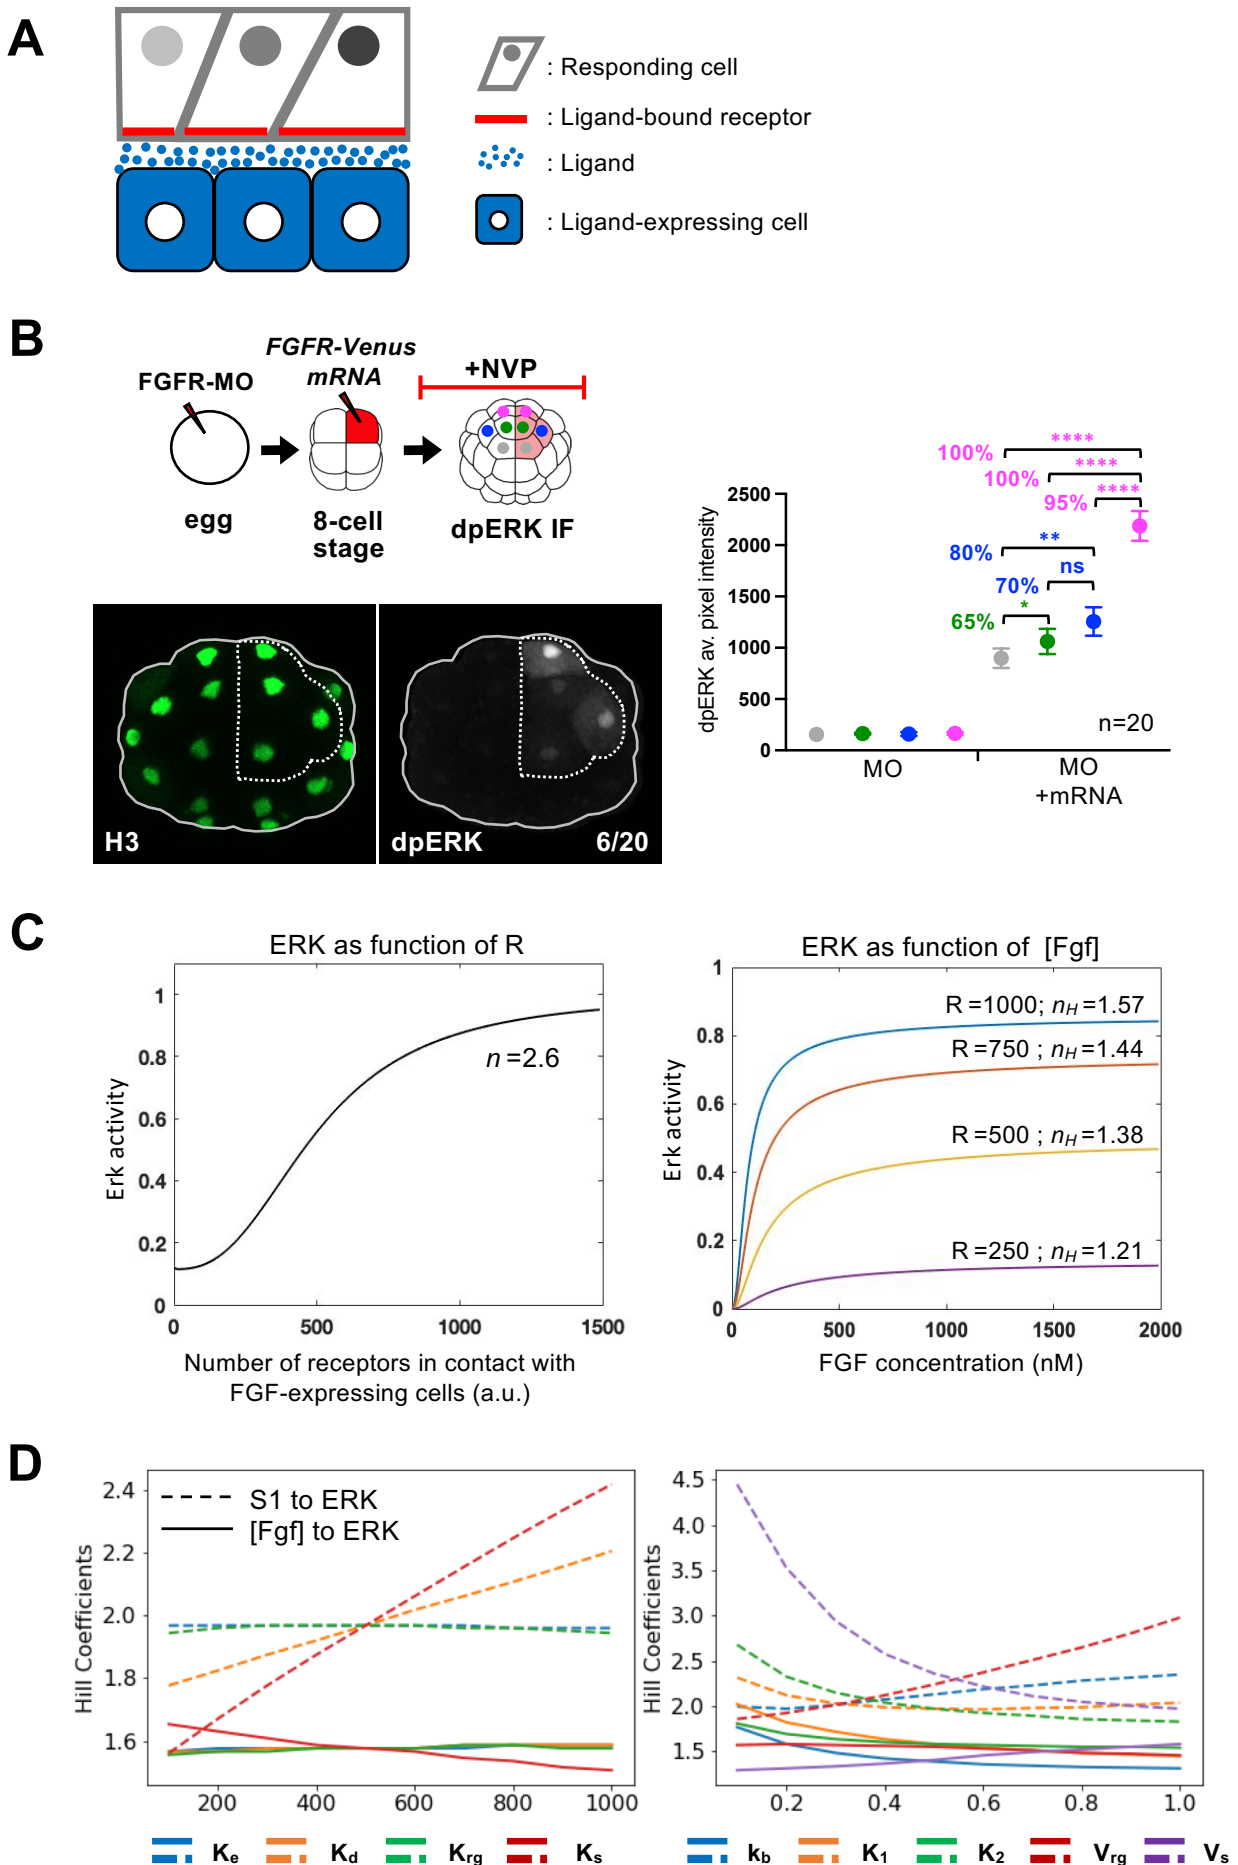 A
: Responding cell
: Ligand-bound receptor
: Ligand
: Ligand-expressing cell
B
FGFR-MO
FGFR-Venus
mRNA
+NVP
egg
8-cell
stage
dpERK IF
H3
dpERK
6/20
dpERK av. pixel intensity
2500
2000
1500
1000
500
0
100%
****
100%
****
95%
****
80%
**
70%
ns
65%
*
n=20
MO
MO
+mRNA
C
ERK as function of R
Erk activity
1
0.8
0.6
0.4
0.2
0
n =2.6
0
500
1000
1500
Number of receptors in contact with
FGF-expressing cells (a.u.)
ERK as function of [Fgf]
Erk activity
1
0.8
0.6
0.4
0.2
0
R =1000; nH =1.57
R =750 ; nH =1.44
R =500 ; nH =1.38
R =250 ; nH =1.21
0
500
1000
1500
2000
FGF concentration (nM)
D
Hill Coefficients
2.4
2.2
2.0
1.8
1.6
S1 to ERK
[Fgf] to ERK
200
400
600
800
1000
Ke
Kd
Krg
Ks
Hill Coefficients
4.5
4.0
3.5
3.0
2.5
2.0
1.5
0.2
0.4
0.6
0.8
1.0
kb
K1
K2
Vrg
Vs